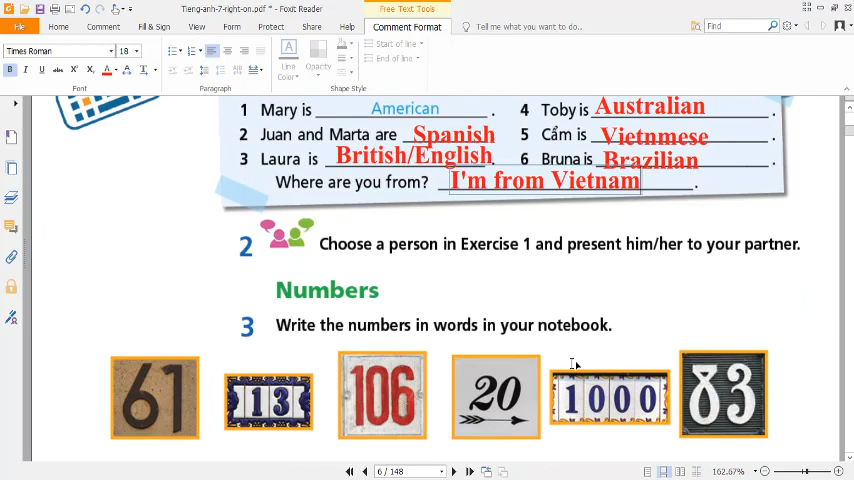 Tieng-anh-7-right-on.pdf * - Foxit Reader
Free Text Tools
File Home Comment Fill & Sign Protect Share Help Comment Format Tell me what you want to do... Find
Times Roman 18 Start of line
End of line
Line Color Opacity
B I U abc X² X₂ A
Font Paragraph Shape Style
1 Mary is American . 4 Toby is Australian .
2 Juan and Marta are Spanish . 5 Cẩm is Vietnmese .
3 Laura is British/English . 6 Bruna is Brazilian .
Where are you from? I'm from Vietnam .
2 Choose a person in Exercise 1 and present him/her to your partner.
Numbers
3 Write the numbers in words in your notebook.
61 13 106 20 1000 83
6 / 148 162.67%